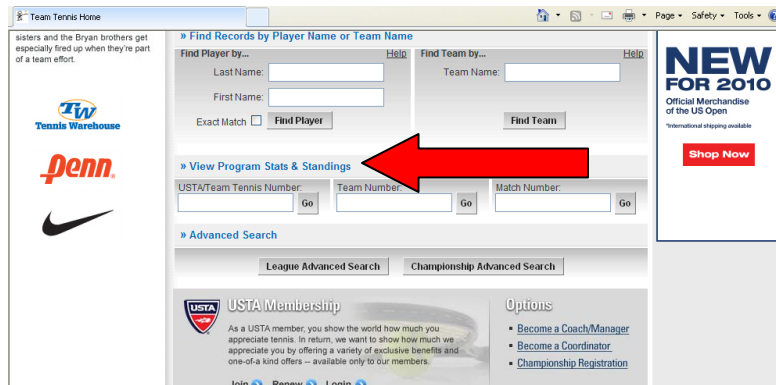 Team Tennis Home
Page Safety Tools
sisters and the Bryan brothers get
especially fired up when they're part
of a team effort.
TW
Tennis Warehouse
Penn.
» Find Records by Player Name or Team Name
Find Player by... Help
Last Name:
First Name:
Exact Match Find Player
Find Team by... Help
Team Name:
Find Team
» View Program Stats & Standings
USTA/Team Tennis Number: Team Number: Match Number:
Go Go Go
» Advanced Search
League Advanced Search Championship Advanced Search
USTA
USTA Membership
As a USTA member, you show the world how much you
appreciate tennis. In return, we want to show how much we
appreciate you by offering a variety of exclusive benefits and
one-of-a kind offers -- available only to our members.
Join Renew Login
Options
Become a Coach/Manager
Become a Coordinator
Championship Registration
NEW
FOR 2010
Official Merchandise
of the US Open
*International shipping available
Shop Now